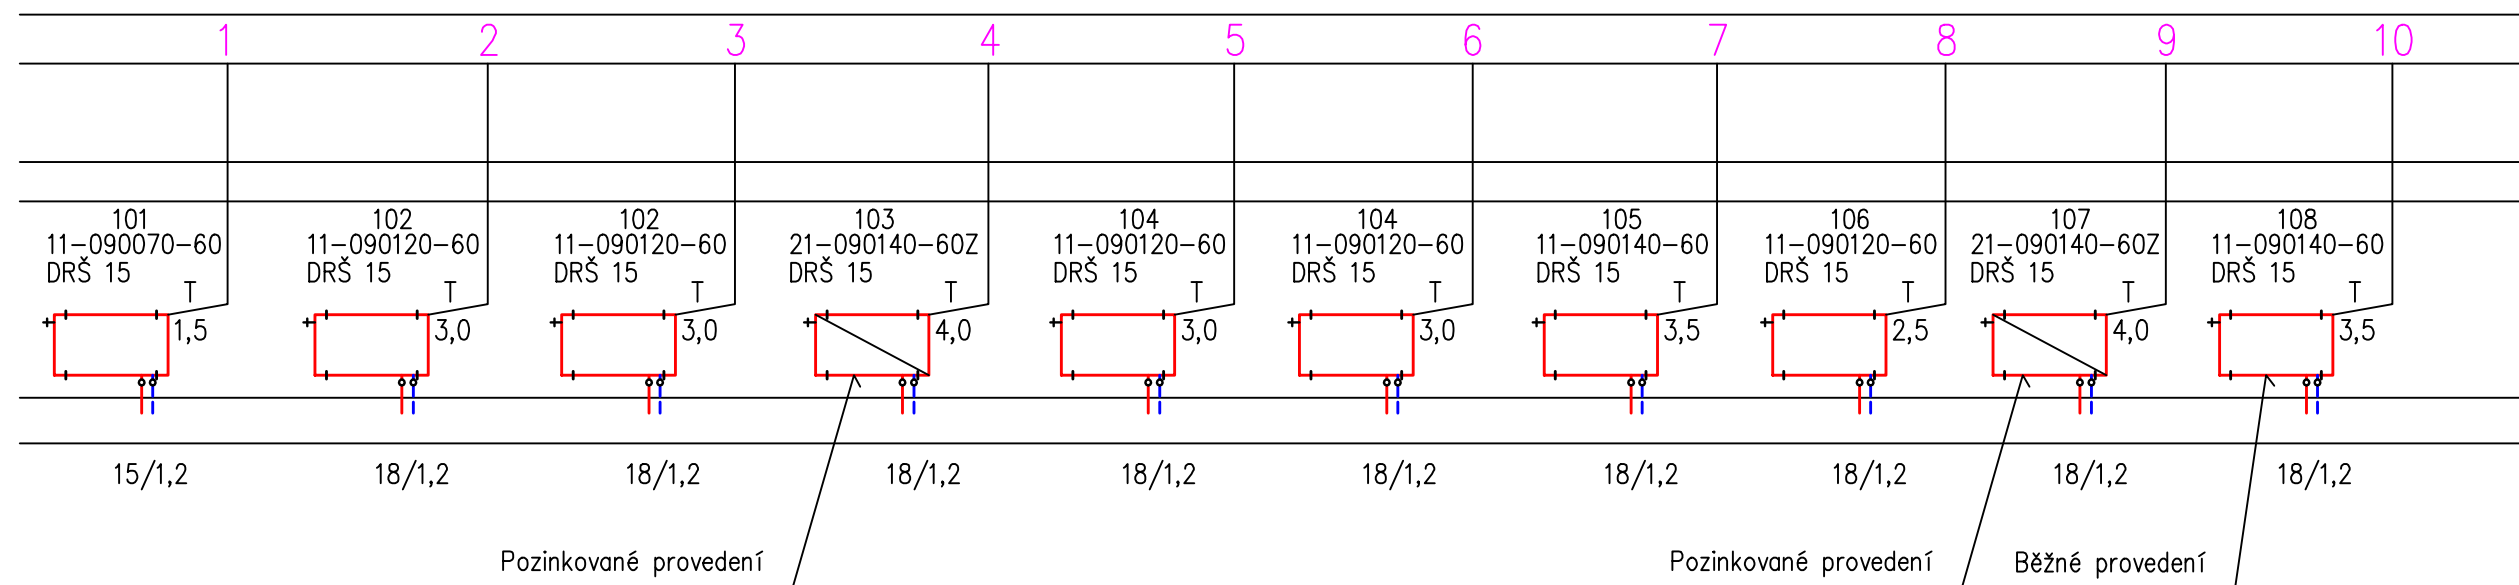 1 2 3 4 5 6 7 8 9 10
101 102 102 103 104 104 105 106 107 108
11-090070-60 11-090120-60 11-090120-60 21-090140-60Z 11-090120-60 11-090120-60 11-090140-60 11-090120-60 21-090140-60Z 11-090140-60
DRŠ 15 DRŠ 15 DRŠ 15 DRŠ 15 DRŠ 15 DRŠ 15 DRŠ 15 DRŠ 15 DRŠ 15 DRŠ 15
T T T T T T T T T T
1,5 3,0 3,0 4,0 3,0 3,0 3,5 2,5 4,0 3,5
15/1,2 18/1,2 18/1,2 18/1,2 18/1,2 18/1,2 18/1,2 18/1,2 18/1,2 18/1,2
Pozinkované provedení Pozinkované provedení Běžné provedení